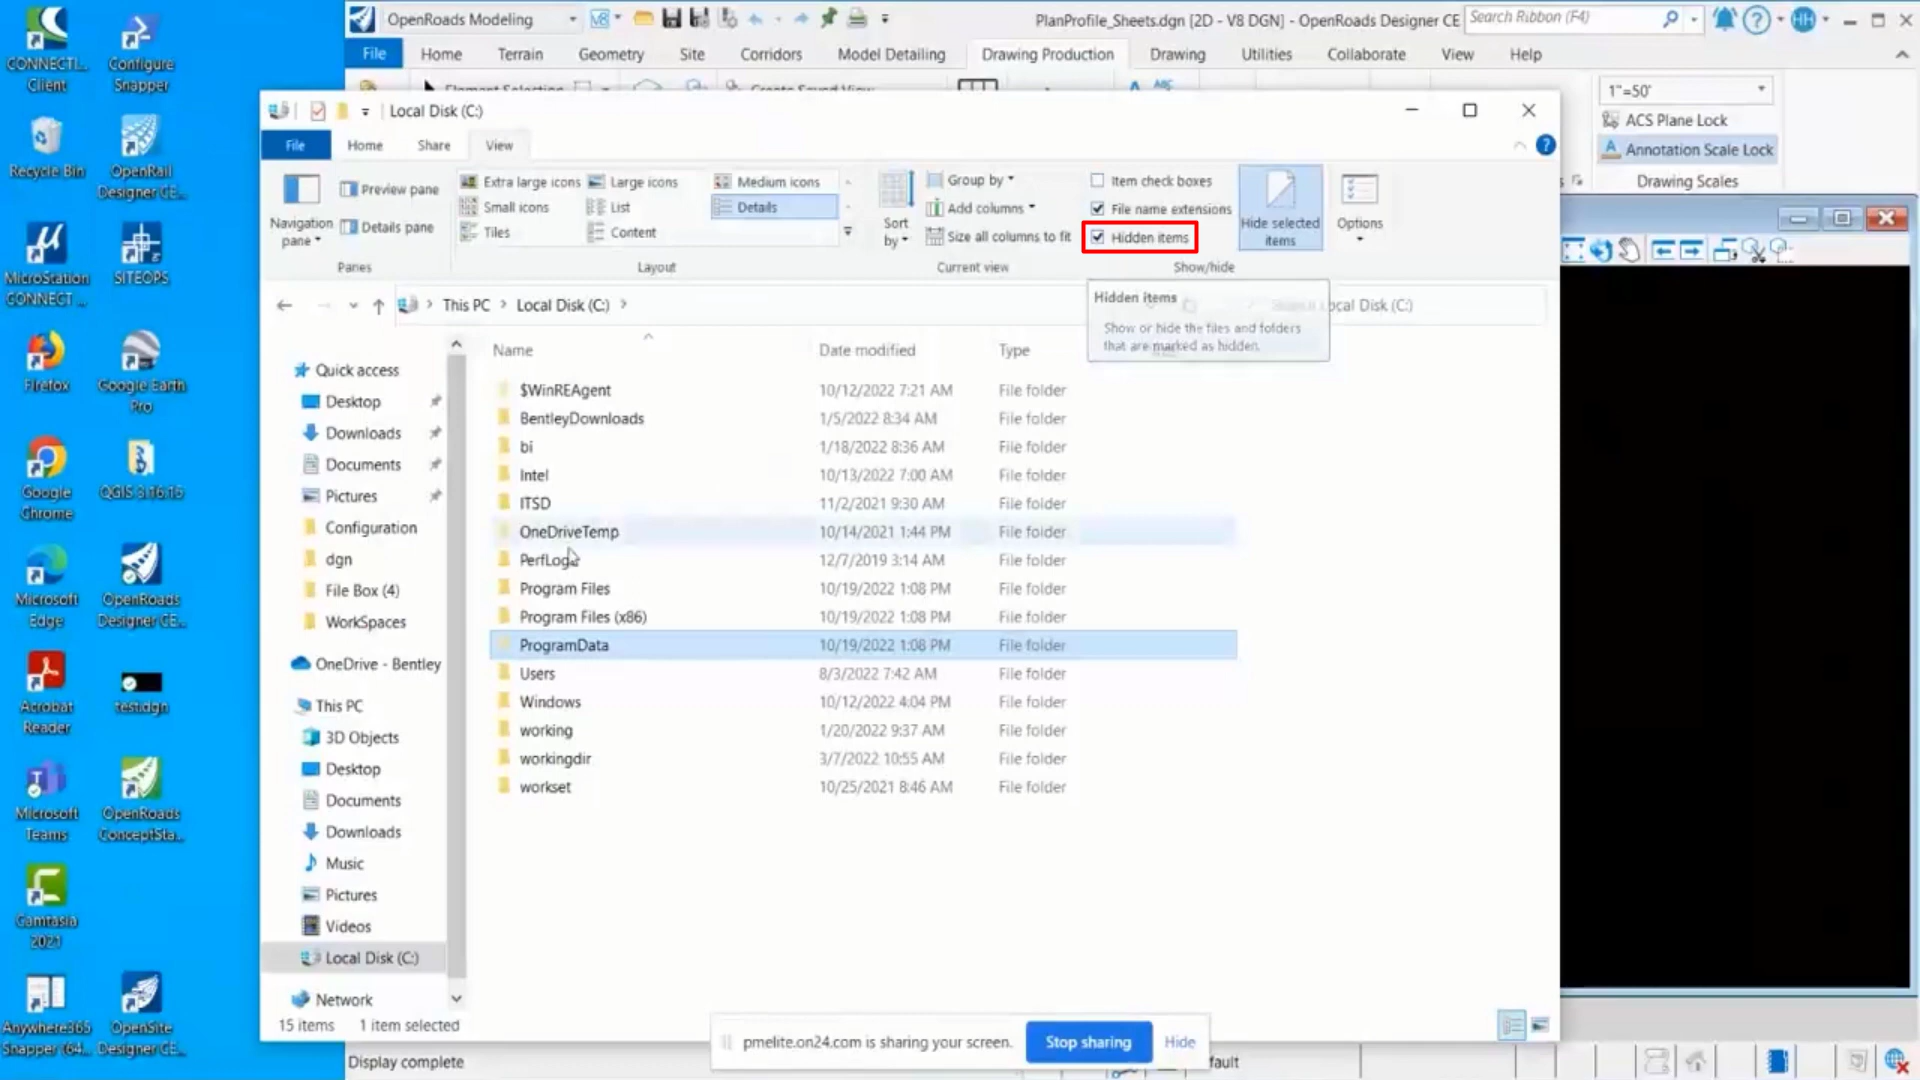 OpenRoads Modeling
PlanProfile_Sheets.dgn [2D - V8 DGN] - OpenRoads Designer CE
Search Ribbon (F4)
HH
File
Home
Terrain
Geometry
Site
Corridors
Model Detailing
Drawing Production
Drawing
Utilities
Collaborate
View
Help
1"=50'
ACS Plane Lock
Annotation Scale Lock
Drawing Scales
CONNECTI...
Client
Configure
Snapper
Recycle Bin
OpenRail
Designer CE...
MicroStation
CONNECT ...
SITEOPS
Firefox
Google Earth
Pro
Google
Chrome
QGIS 3.16.15
Microsoft
Edge
OpenRoads
Designer CE...
Acrobat
Reader
test.dgn
Microsoft
Teams
OpenRoads
ConceptSta...
Camtasia
2021
Anywhere365
Snapper (64...
OpenSite
Designer CE...
Local Disk (C:)
File
Home
Share
View
Navigation
pane
Preview pane
Details pane
Panes
Extra large icons
Large icons
Medium icons
Small icons
List
Details
Tiles
Content
Layout
Sort
by
Group by
Add columns
Size all columns to fit
Current view
Item check boxes
File name extensions
Hidden items
Hide selected
items
Show/hide
Options
Hidden items
Show or hide the files and folders
that are marked as hidden.
This PC
Local Disk (C:)
Local Disk (C:)
Quick access
Desktop
Downloads
Documents
Pictures
Configuration
dgn
File Box (4)
WorkSpaces
OneDrive - Bentley
This PC
3D Objects
Desktop
Documents
Downloads
Music
Pictures
Videos
Local Disk (C:)
Network
Name Date modified Type
$WinREAgent 10/12/2022 7:21 AM File folder
BentleyDownloads 1/5/2022 8:34 AM File folder
bi 1/18/2022 8:36 AM File folder
Intel 10/13/2022 7:00 AM File folder
ITSD 11/2/2021 9:30 AM File folder
OneDriveTemp 10/14/2021 1:44 PM File folder
PerfLogs 12/7/2019 3:14 AM File folder
Program Files 10/19/2022 1:08 PM File folder
Program Files (x86) 10/19/2022 1:08 PM File folder
ProgramData 10/19/2022 1:08 PM File folder
Users 8/3/2022 7:42 AM File folder
Windows 10/12/2022 4:04 PM File folder
working 1/20/2022 9:37 AM File folder
workingdir 3/7/2022 10:55 AM File folder
workset 10/25/2021 8:46 AM File folder
15 items 1 item selected
pmelite.on24.com is sharing your screen.
Stop sharing
Hide
Display complete
fault